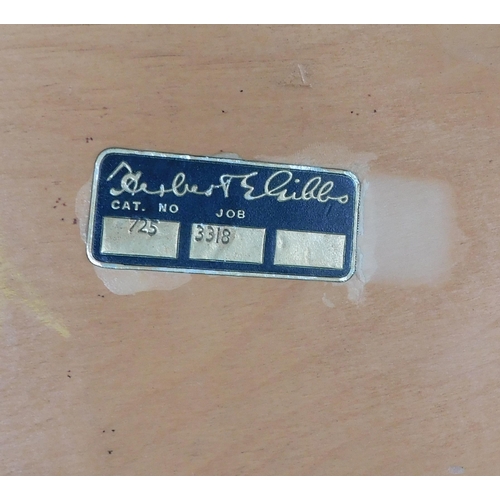 Herbert E Gibbs
CAT. NO JOB
725 3318